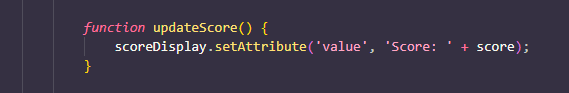 function updateScore() {
scoreDisplay.setAttribute('value', 'Score: ' + score);
}